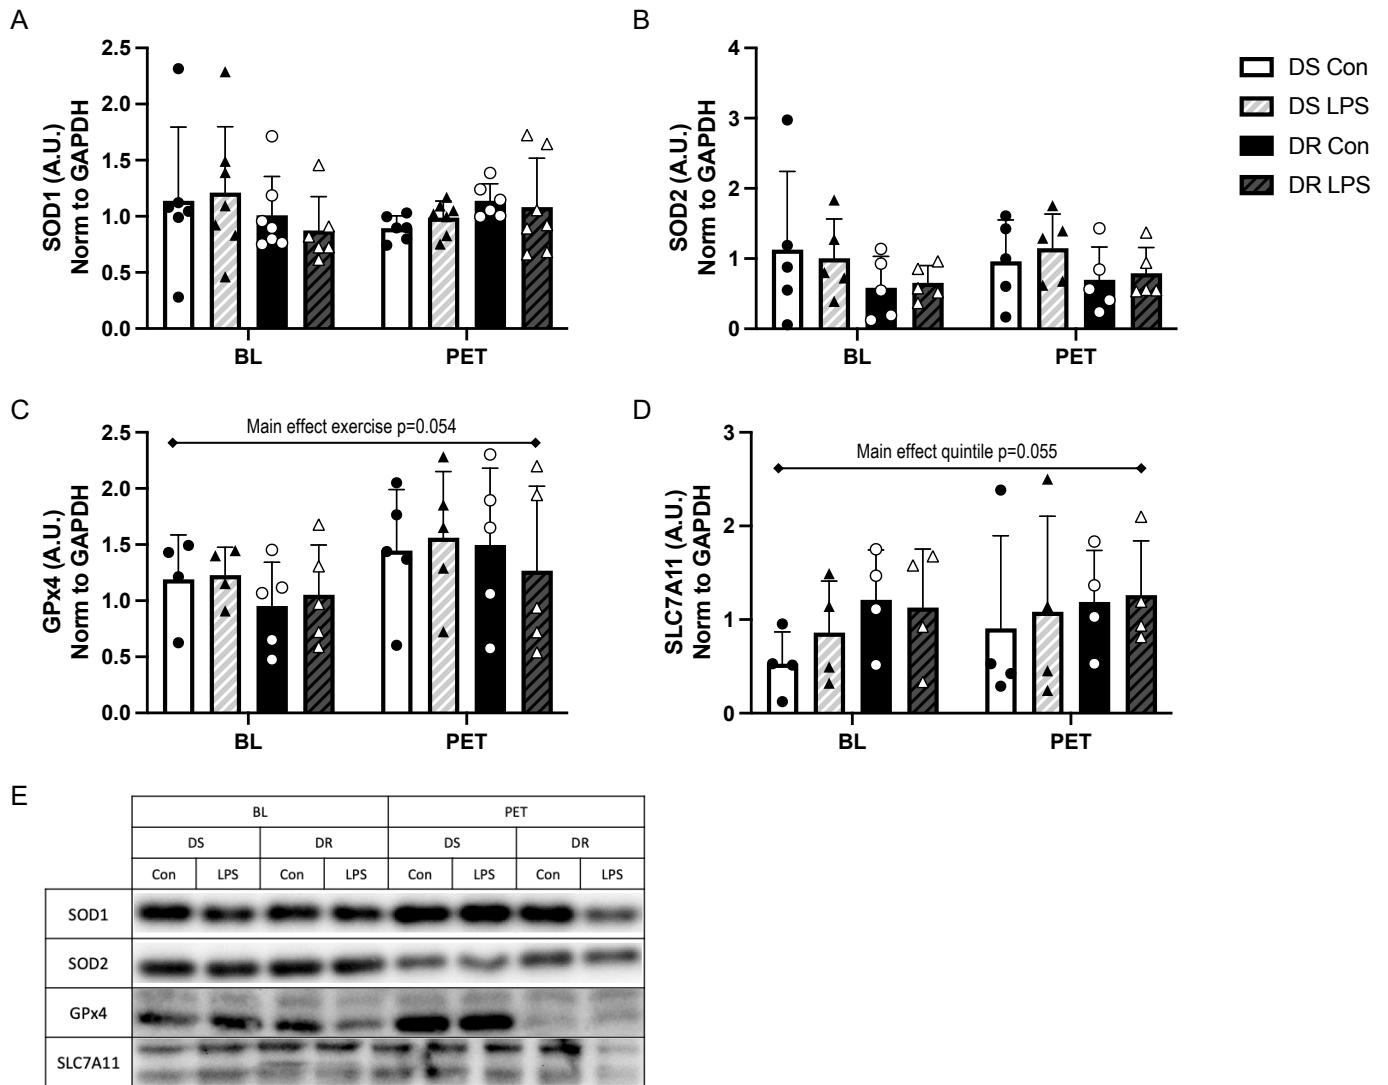 A
2.5
2.0
1.5
1.0
0.5
0.0
SOD1 (A.U.)
Norm to GAPDH
BL
PET
B
4
3
2
1
0
SOD2 (A.U.)
Norm to GAPDH
BL
PET
DS Con
DS LPS
DR Con
DR LPS
C
Main effect exercise p=0.054
2.5
2.0
1.5
1.0
0.5
0.0
GPx4 (A.U.)
Norm to GAPDH
BL
PET
D
Main effect quintile p=0.055
3
2
1
0
SLC7A11 (A.U.)
Norm to GAPDH
BL
PET
E
BL PET
DS DR DS DR
Con LPS Con LPS Con LPS Con LPS
SOD1
SOD2
GPx4
SLC7A11